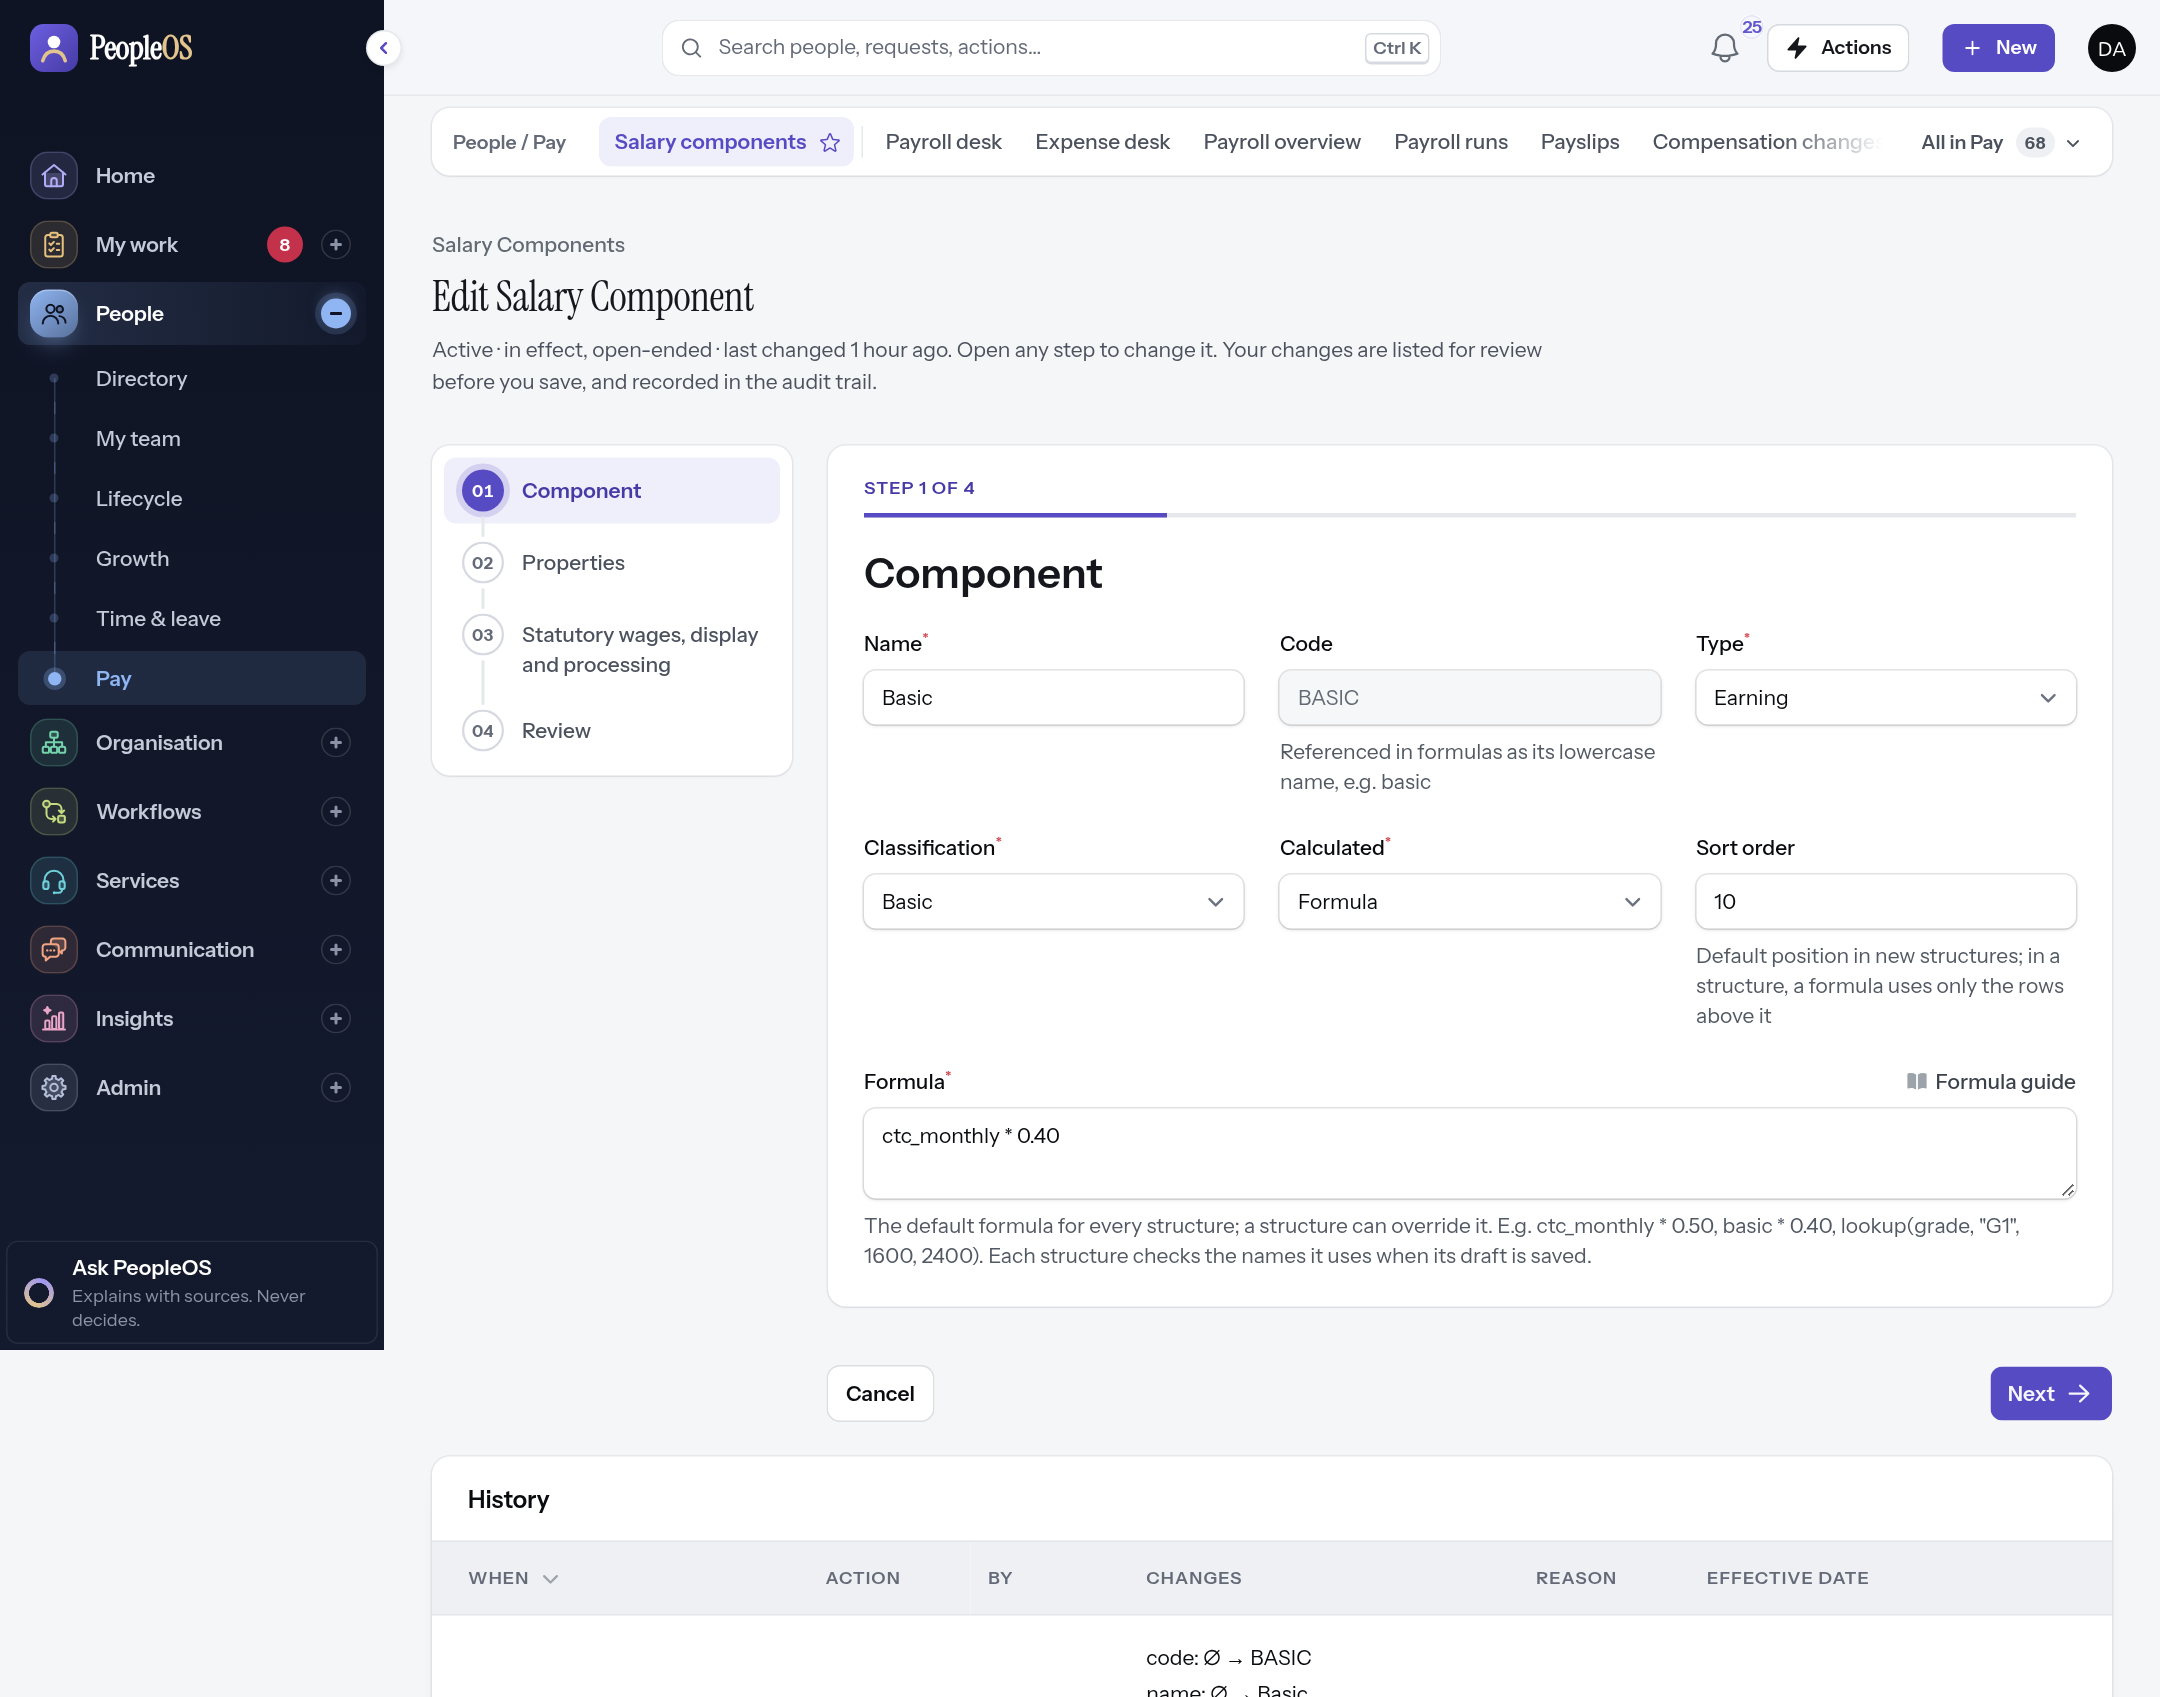 PeopleOS
Search people, requests, actions...
Ctrl K
25
Actions
New
DA
Home
My work
8
People
Directory
My team
Lifecycle
Growth
Time & leave
Pay
Organisation
Workflows
Services
Communication
Insights
Admin
Ask PeopleOS
Explains with sources. Never
decides.
People / Pay
Salary components
Payroll desk
Expense desk
Payroll overview
Payroll runs
Payslips
Compensation changes
All in Pay
68
Salary Components
Edit Salary Component
Active · in effect, open-ended · last changed 1 hour ago. Open any step to change it. Your changes are listed for review
before you save, and recorded in the audit trail.
01 Component
02 Properties
03 Statutory wages, display
and processing
04 Review
STEP 1 OF 4
Component
Name*
Basic
Code
BASIC
Referenced in formulas as its lowercase
name, e.g. basic
Type*
Earning
Classification*
Basic
Calculated*
Formula
Sort order
10
Default position in new structures; in a
structure, a formula uses only the rows
above it
Formula*
Formula guide
ctc_monthly * 0.40
The default formula for every structure; a structure can override it. E.g. ctc_monthly * 0.50, basic * 0.40, lookup(grade, "G1",
1600, 2400). Each structure checks the names it uses when its draft is saved.
Cancel
Next
History
WHEN
ACTION
BY
CHANGES
REASON
EFFECTIVE DATE
code: ∅ → BASIC
name: ∅ → Basic